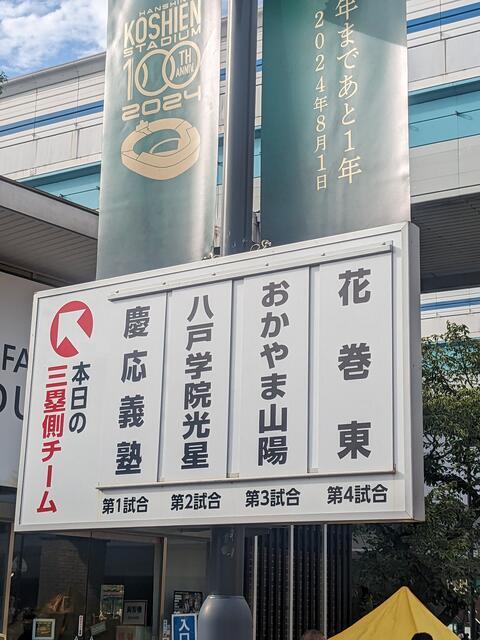 HANSHIN
KOSHIEN
STADIUM
100TH
ANNIV.
2024
年まであと1年
2024年8月1日
本日の
三塁側チーム
慶応義塾
八戸学院光星
おかやま山陽
花巻東
第1試合
第2試合
第3試合
第4試合
FA
入口